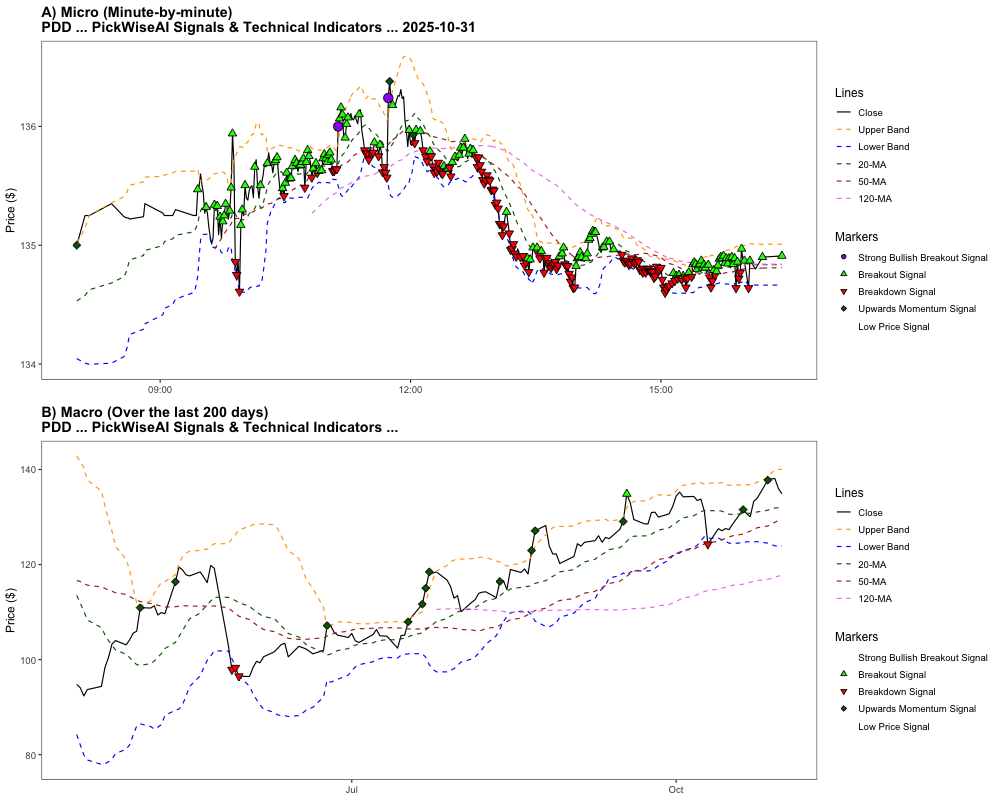 A) Micro (Minute-by-minute)
PDD ... PickWiseAI Signals & Technical Indicators ... 2025-10-31
Price ($)
136
135
134
09:00
12:00
15:00
Lines
Close
Upper Band
Lower Band
20-MA
50-MA
120-MA
Markers
Strong Bullish Breakout Signal
Breakout Signal
Breakdown Signal
Upwards Momentum Signal
Low Price Signal
B) Macro (Over the last 200 days)
PDD ... PickWiseAI Signals & Technical Indicators ...
Price ($)
140
120
100
80
Jul
Oct
Lines
Close
Upper Band
Lower Band
20-MA
50-MA
120-MA
Markers
Strong Bullish Breakout Signal
Breakout Signal
Breakdown Signal
Upwards Momentum Signal
Low Price Signal